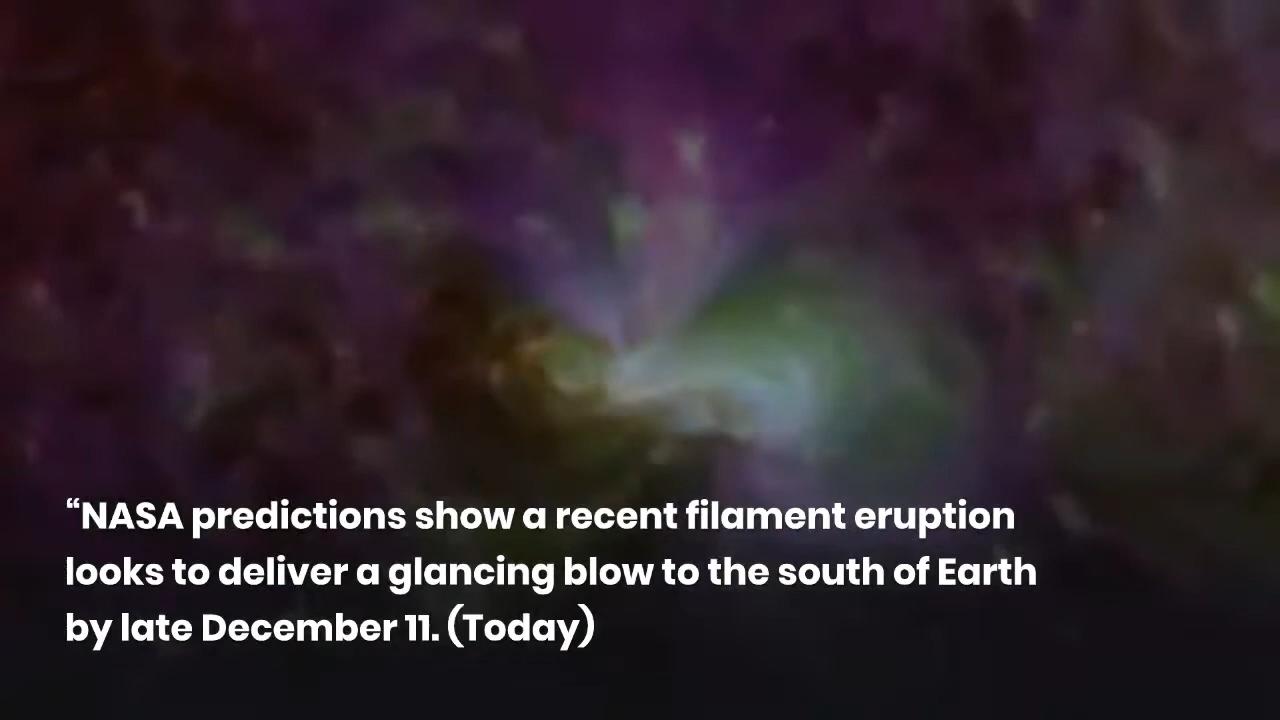 “NASA predictions show a recent filament eruption
looks to deliver a glancing blow to the south of Earth
by late December 11. (Today)